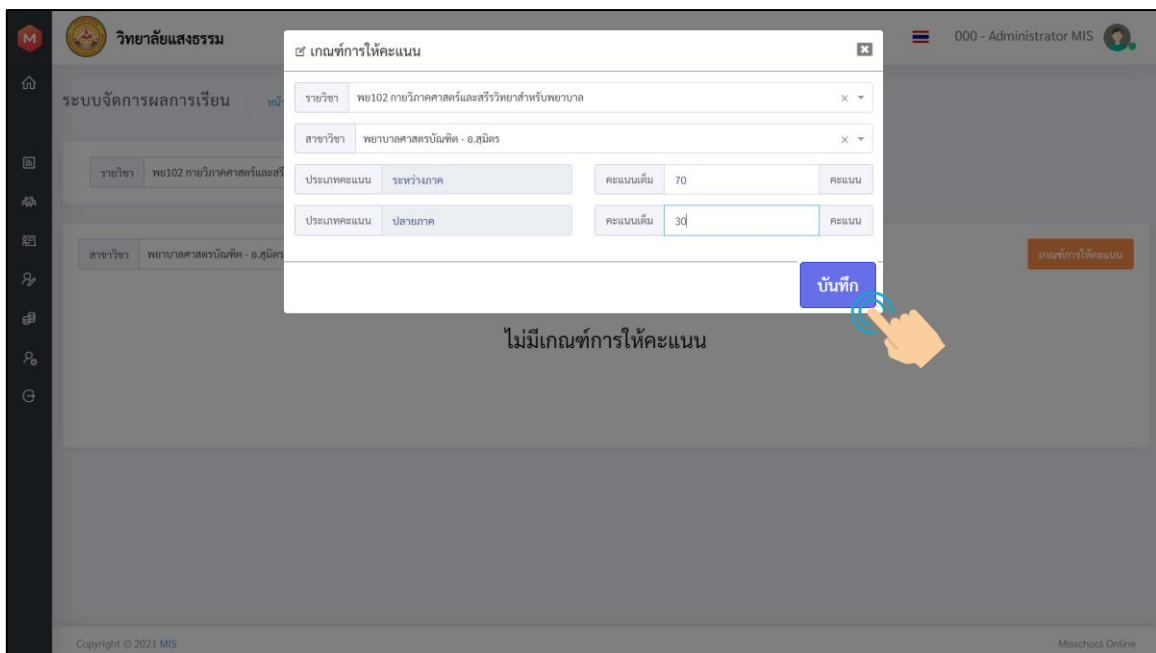 M
วิทยาลัยแสงธรรม
000 - Administrator MIS
เกณฑ์การให้คะแนน
ระบบจัดการผลการเรียน
รายวิชา พย102 กายวิภาคศาสตร์และสรีรวิทยาสำหรับพยาบาล
สาขาวิชา พยาบาลศาสตรบัณฑิต - อ.สุมิตร
รายวิชา พย102 กายวิภาคศาสตร์และสรี
ประเภทคะแนน ระหว่างภาค คะแนนเต็ม 70 คะแนน
ประเภทคะแนน ปลายภาค คะแนนเต็ม 30 คะแนน
สาขาวิชา พยาบาลศาสตรบัณฑิต - อ.สุมิตร
เกณฑ์การให้คะแนน
บันทึก
ไม่มีเกณฑ์การให้คะแนน
Copyright © 2021 MIS
Misschool Online